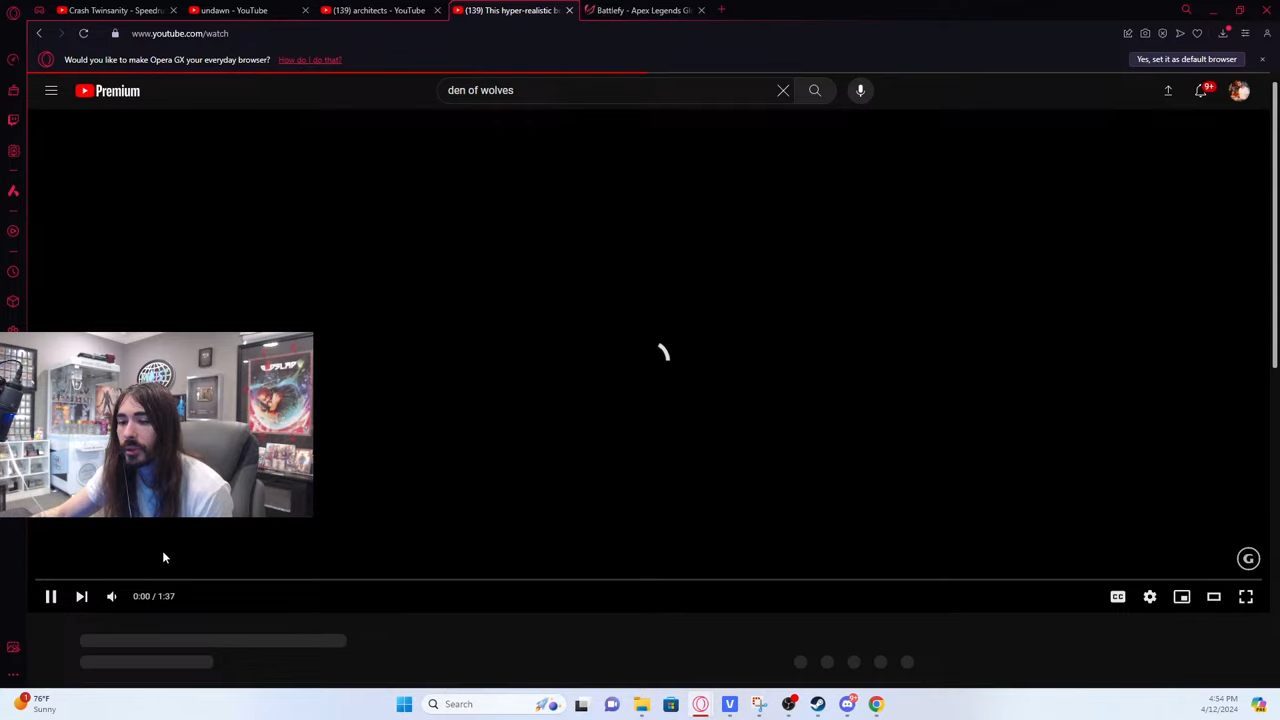 Crash Twinsanity - Speedru
undawn - YouTube
(139) architects - YouTube
(139) This hyper-realistic b
Battlefy - Apex Legends Gl
www.youtube.com/watch
Would you like to make Opera GX your everyday browser? How do I do that?
Yes, set it as default browser
Premium
den of wolves
9+
G
0:00 / 1:37
CC
76°F
Sunny
Search
9+
4:54 PM
4/12/2024